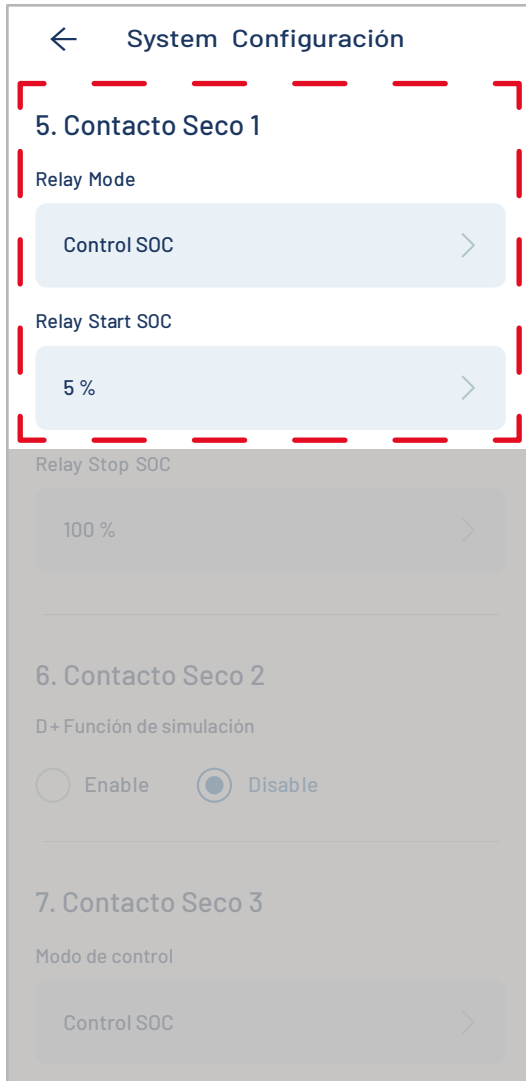 System Configuración
5. Contacto Seco 1
Relay Mode
Control SOC
Relay Start SOC
5 %
Relay Stop SOC
100 %
6. Contacto Seco 2
D+ Función de simulación
Enable Disable
7. Contacto Seco 3
Modo de control
Control SOC